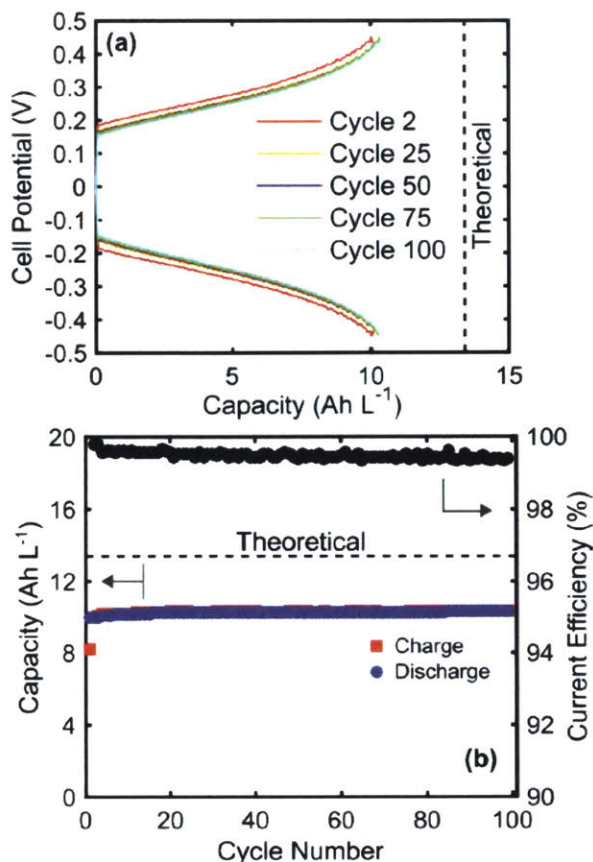 (a)
0.5
0.4
0.3
0.2
0.1
0
-0.1
-0.2
-0.3
-0.4
-0.5
Cell Potential (V)
Cycle 2
Cycle 25
Cycle 50
Cycle 75
Cycle 100
Theoretical
0 5 10 15
Capacity (Ah L⁻¹)
20
16
12
8
4
0
Capacity (Ah L⁻¹)
Theoretical
Charge
Discharge
(b)
100
98
96
94
92
90
Current Efficiency (%)
0 20 40 60 80 100
Cycle Number